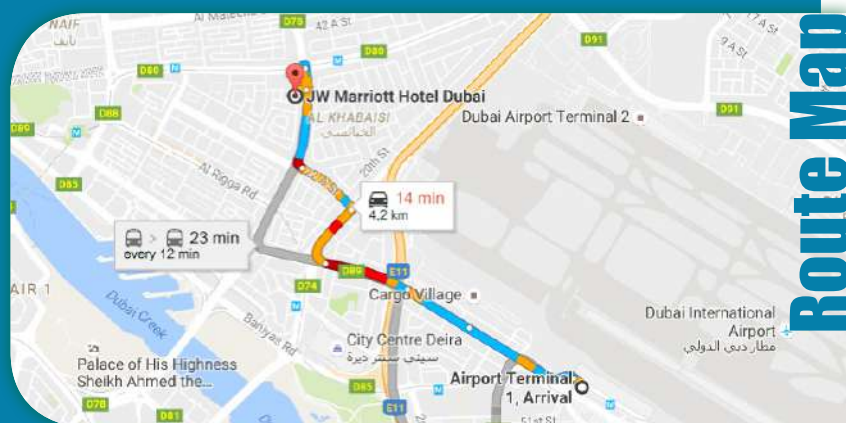 NAIF
نايف
D78
42 A St
D80
D91
17 A St
9 A St
Route Map
D80
JW Marriott Hotel Dubai
AL KHABAISI
الخبيصي
Dubai Airport Terminal 2
D91
D88
D89
20th St
Al Rigga Rd
D85
14 min
4.2 km
23 min
every 12 min
D89
E11
AIR 1
D74
Cargo Village
Dubai Creek
Baniyas Rd
Dubai International
Airport
مطار دبي الدولي
City Centre Deira
سيتي سنتر ديرة
Palace of His Highness
Sheikh Ahmed the...
D85
Airport Terminal
1, Arrival
D78
D81
E11
51st St